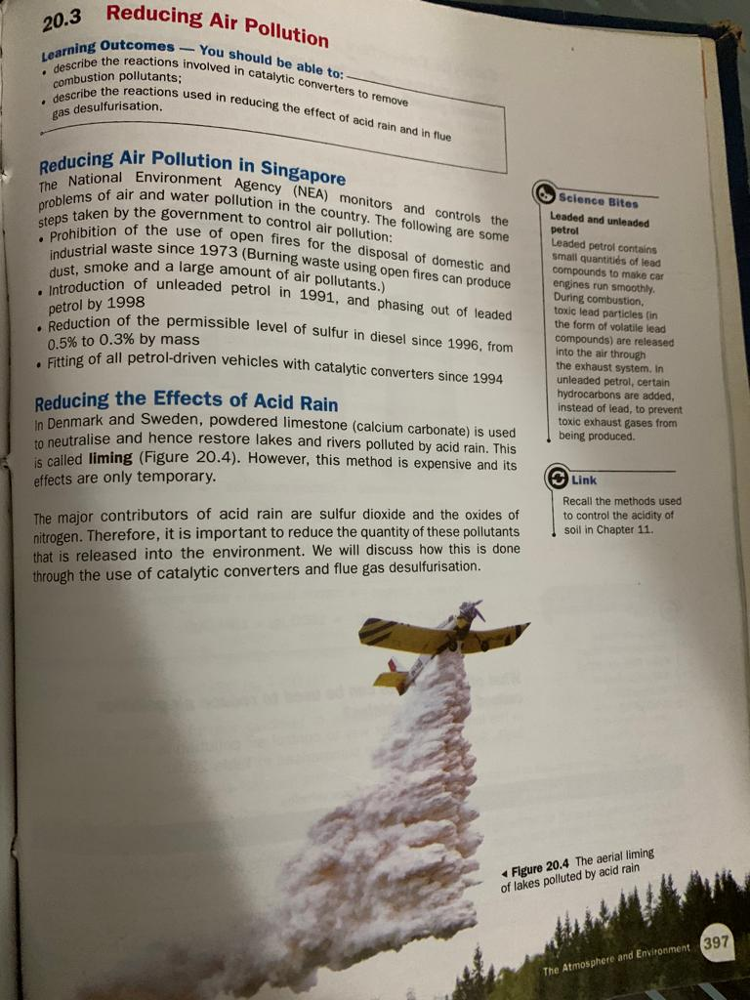 20.3 Reducing Air Pollution
Learning Outcomes — You should be able to:
• describe the reactions involved in catalytic converters to remove
combustion pollutants;
• describe the reactions used in reducing the effect of acid rain and in flue
gas desulfurisation.
Reducing Air Pollution in Singapore
The National Environment Agency (NEA) monitors and controls the
problems of air and water pollution in the country. The following are some
steps taken by the government to control air pollution:
• Prohibition of the use of open fires for the disposal of domestic and
industrial waste since 1973 (Burning waste using open fires can produce
dust, smoke and a large amount of air pollutants.)
• Introduction of unleaded petrol in 1991, and phasing out of leaded
petrol by 1998
• Reduction of the permissible level of sulfur in diesel since 1996, from
0.5% to 0.3% by mass
• Fitting of all petrol-driven vehicles with catalytic converters since 1994
Reducing the Effects of Acid Rain
In Denmark and Sweden, powdered limestone (calcium carbonate) is used
to neutralise and hence restore lakes and rivers polluted by acid rain. This
is called liming (Figure 20.4). However, this method is expensive and its
effects are only temporary.
The major contributors of acid rain are sulfur dioxide and the oxides of
nitrogen. Therefore, it is important to reduce the quantity of these pollutants
that is released into the environment. We will discuss how this is done
through the use of catalytic converters and flue gas desulfurisation.
Science Bites
Leaded and unleaded
petrol
Leaded petrol contains
small quantities of lead
compounds to make car
engines run smoothly.
During combustion,
toxic lead particles (in
the form of volatile lead
compounds) are released
into the air through
the exhaust system. In
unleaded petrol, certain
hydrocarbons are added,
instead of lead, to prevent
toxic exhaust gases from
being produced.
Link
Recall the methods used
to control the acidity of
soil in Chapter 11.
◄ Figure 20.4 The aerial liming
of lakes polluted by acid rain
The Atmosphere and Environment 397